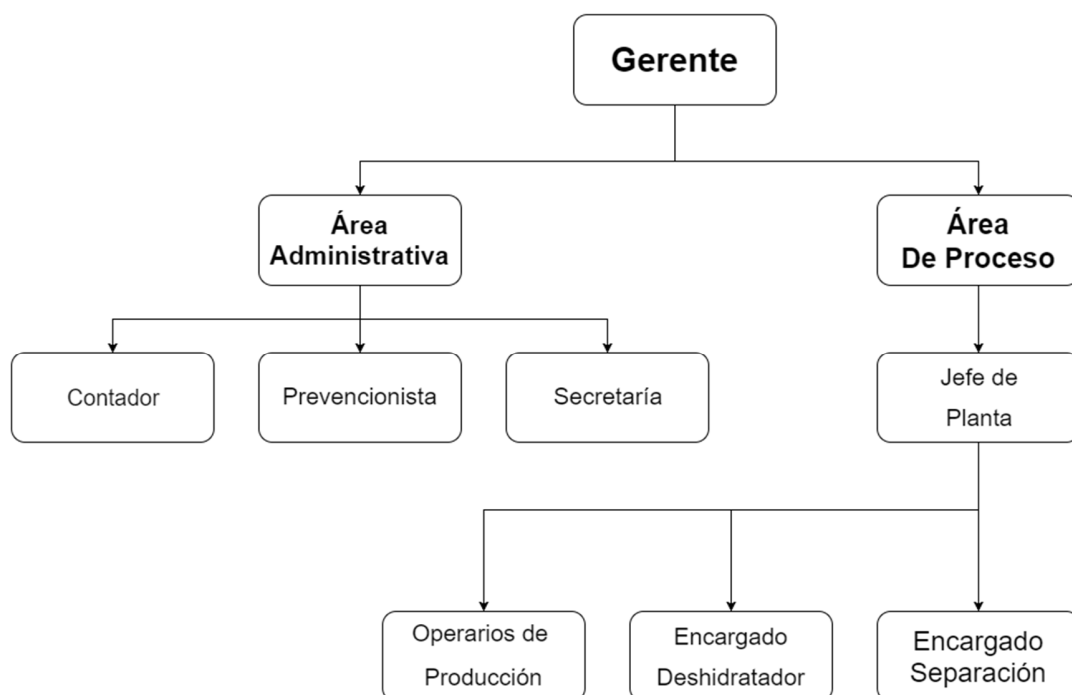 Gerente
Área
Administrativa
Área
De Proceso
Contador
Prevencionista
Secretaría
Jefe de
Planta
Operarios de
Producción
Encargado
Deshidratador
Encargado
Separación